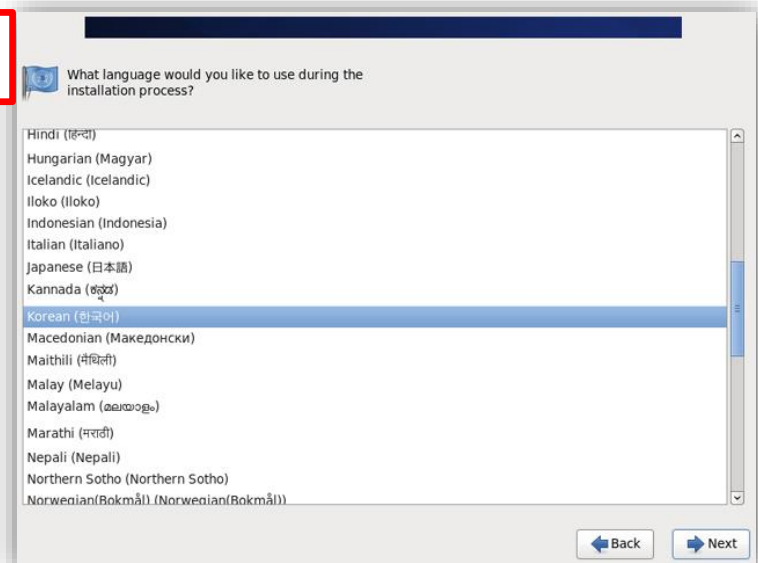 What language would you like to use during the
installation process?
Hindi (हिन्दी)
Hungarian (Magyar)
Icelandic (Icelandic)
Iloko (Iloko)
Indonesian (Indonesia)
Italian (Italiano)
Japanese (日本語)
Kannada (ಕನ್ನಡ)
Korean (한국어)
Macedonian (Македонски)
Maithili (मैथिली)
Malay (Melayu)
Malayalam (മലയാളം)
Marathi (मराठी)
Nepali (Nepali)
Northern Sotho (Northern Sotho)
Norwegian(Bokmål) (Norwegian(Bokmål))
Back
Next